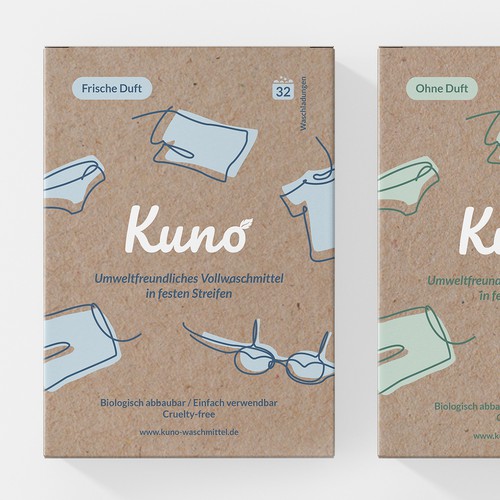 Frische Duft
32
Waschladungen
Kuno
Umweltfreundliches Vollwaschmittel
in festen Streifen
Biologisch abbaubar / Einfach verwendbar
Cruelty-free
www.kuno-waschmittel.de
Ohne Duft